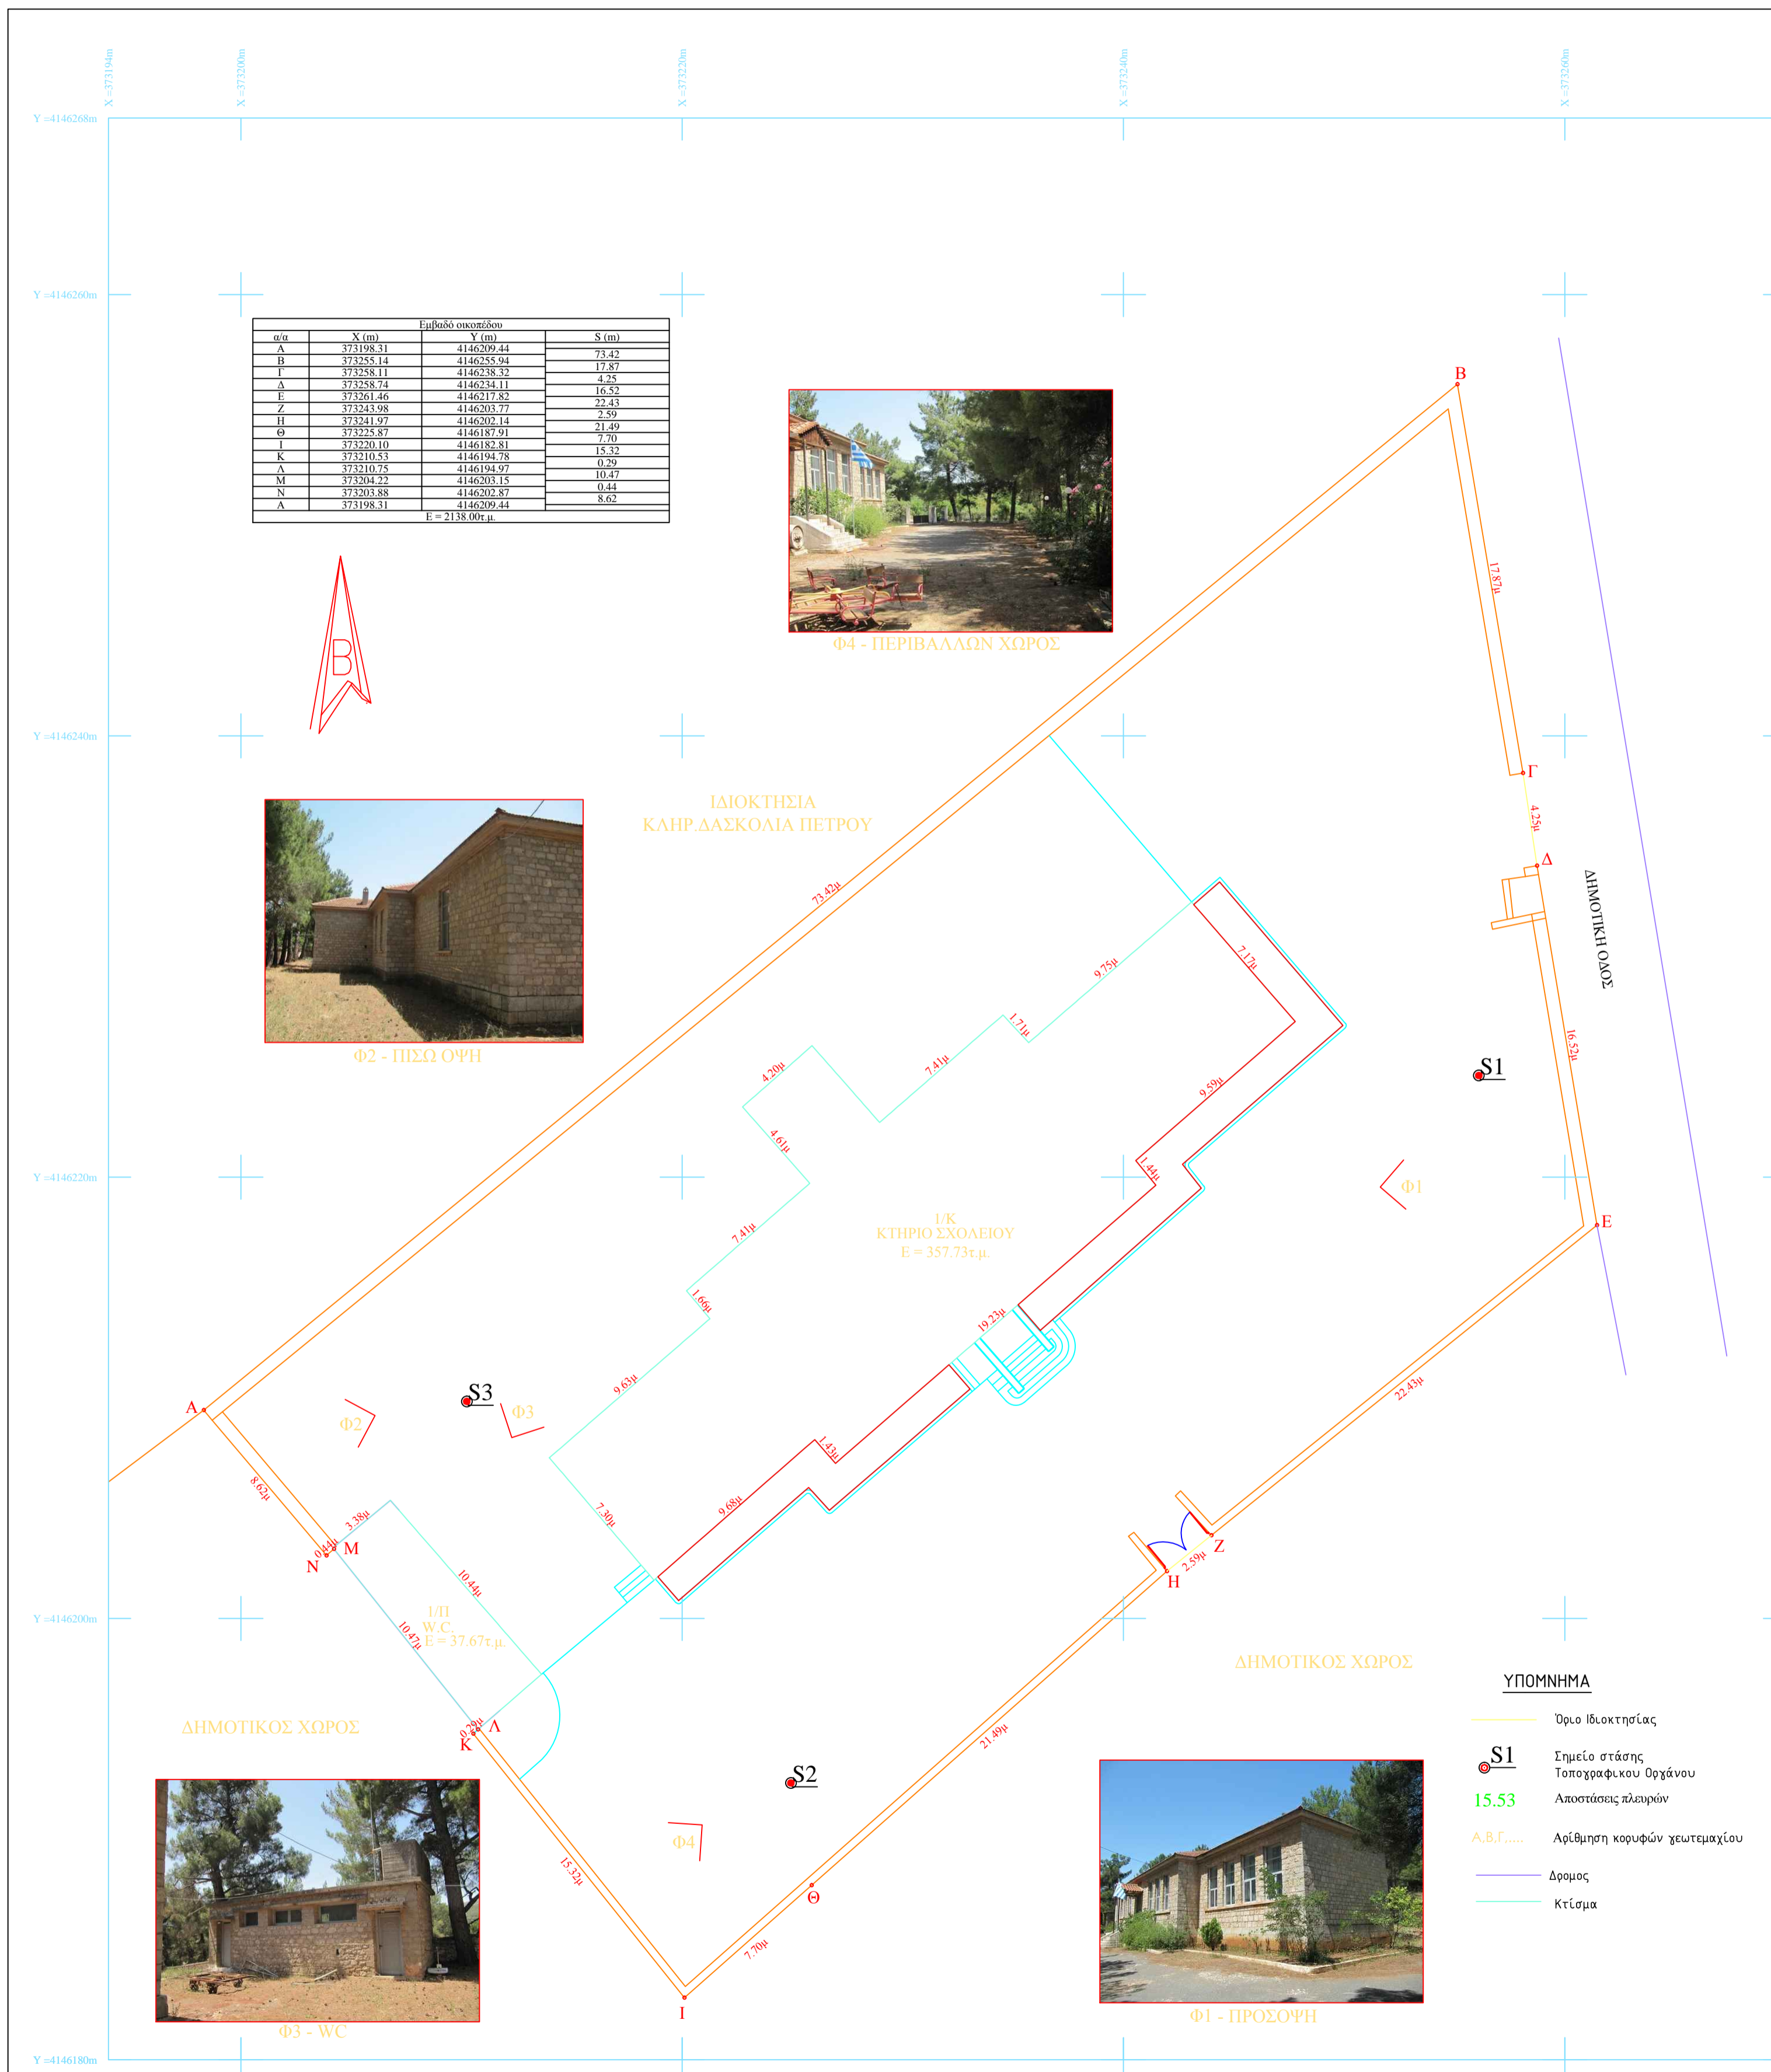 X =373194m
X =373200m
X =373220m
X =373240m
X =373260m
Y =4146268m
Y =4146260m
Εμβαδό οικοπέδου
α/α X (m) Y (m) S (m)
Α 373198.31 4146209.44
73.42
Β 373255.14 4146255.94
17.87
Γ 373258.11 4146238.32
4.25
Δ 373258.74 4146234.11
16.52
Ε 373261.46 4146217.82
22.43
Ζ 373243.98 4146203.77
2.59
Η 373241.97 4146202.14
21.49
Θ 373225.87 4146187.91
7.70
Ι 373220.10 4146182.81
15.32
Κ 373210.53 4146194.78
0.29
Λ 373210.75 4146194.97
10.47
Μ 373204.22 4146203.15
0.44
Ν 373203.88 4146202.87
8.62
Α 373198.31 4146209.44
Ε = 2138.00τ.μ.
Β
Β
17.87μ
Φ4 - ΠΕΡΙΒΑΛΛΩΝ ΧΩΡΟΣ
Y =4146240m
Γ
4.25μ
Δ
ΙΔΙΟΚΤΗΣΙΑ
ΚΛΗΡ.ΔΑΣΚΟΛΙΑ ΠΕΤΡΟΥ
73.42μ
ΔΗΜΟΤΙΚΗ ΟΔΟΣ
Φ2 - ΠΙΣΩ ΟΨΗ
7.17μ
9.75μ
1.71μ
7.41μ
4.20μ
16.52μ
S1
9.59μ
4.61μ
1.44μ
Y =4146220m
Φ1
Ε
7.41μ
1/Κ
ΚΤΗΡΙΟ ΣΧΟΛΕΙΟΥ
Ε = 357.73τ.μ.
1.66μ
19.23μ
9.63μ
22.43μ
Α
S3
Φ2
Φ3
1.43μ
8.62μ
9.68μ
7.30μ
3.38μ
0.44μ
Μ
Ν
Ζ
2.59μ
Η
10.44μ
Y =4146200m
1/Π
W.C.
Ε = 37.67τ.μ.
10.47μ
ΔΗΜΟΤΙΚΟΣ ΧΩΡΟΣ
ΔΗΜΟΤΙΚΟΣ ΧΩΡΟΣ
0.29μ
Λ
Κ
21.49μ
S2
Φ4
15.32μ
Θ
7.70μ
Ι
Φ3 - WC
Φ1 - ΠΡΟΣΟΨΗ
ΥΠΟΜΝΗΜΑ
Όριο Ιδιοκτησίας
S1 Σημείο στάσης
Τοπογραφικου Οργάνου
15.53 Αποστάσεις πλευρών
Α,Β,Γ,.... Αρίθμηση κορυφών γεωτεμαχίου
Δρομος
Κτίσμα
Y =4146180m